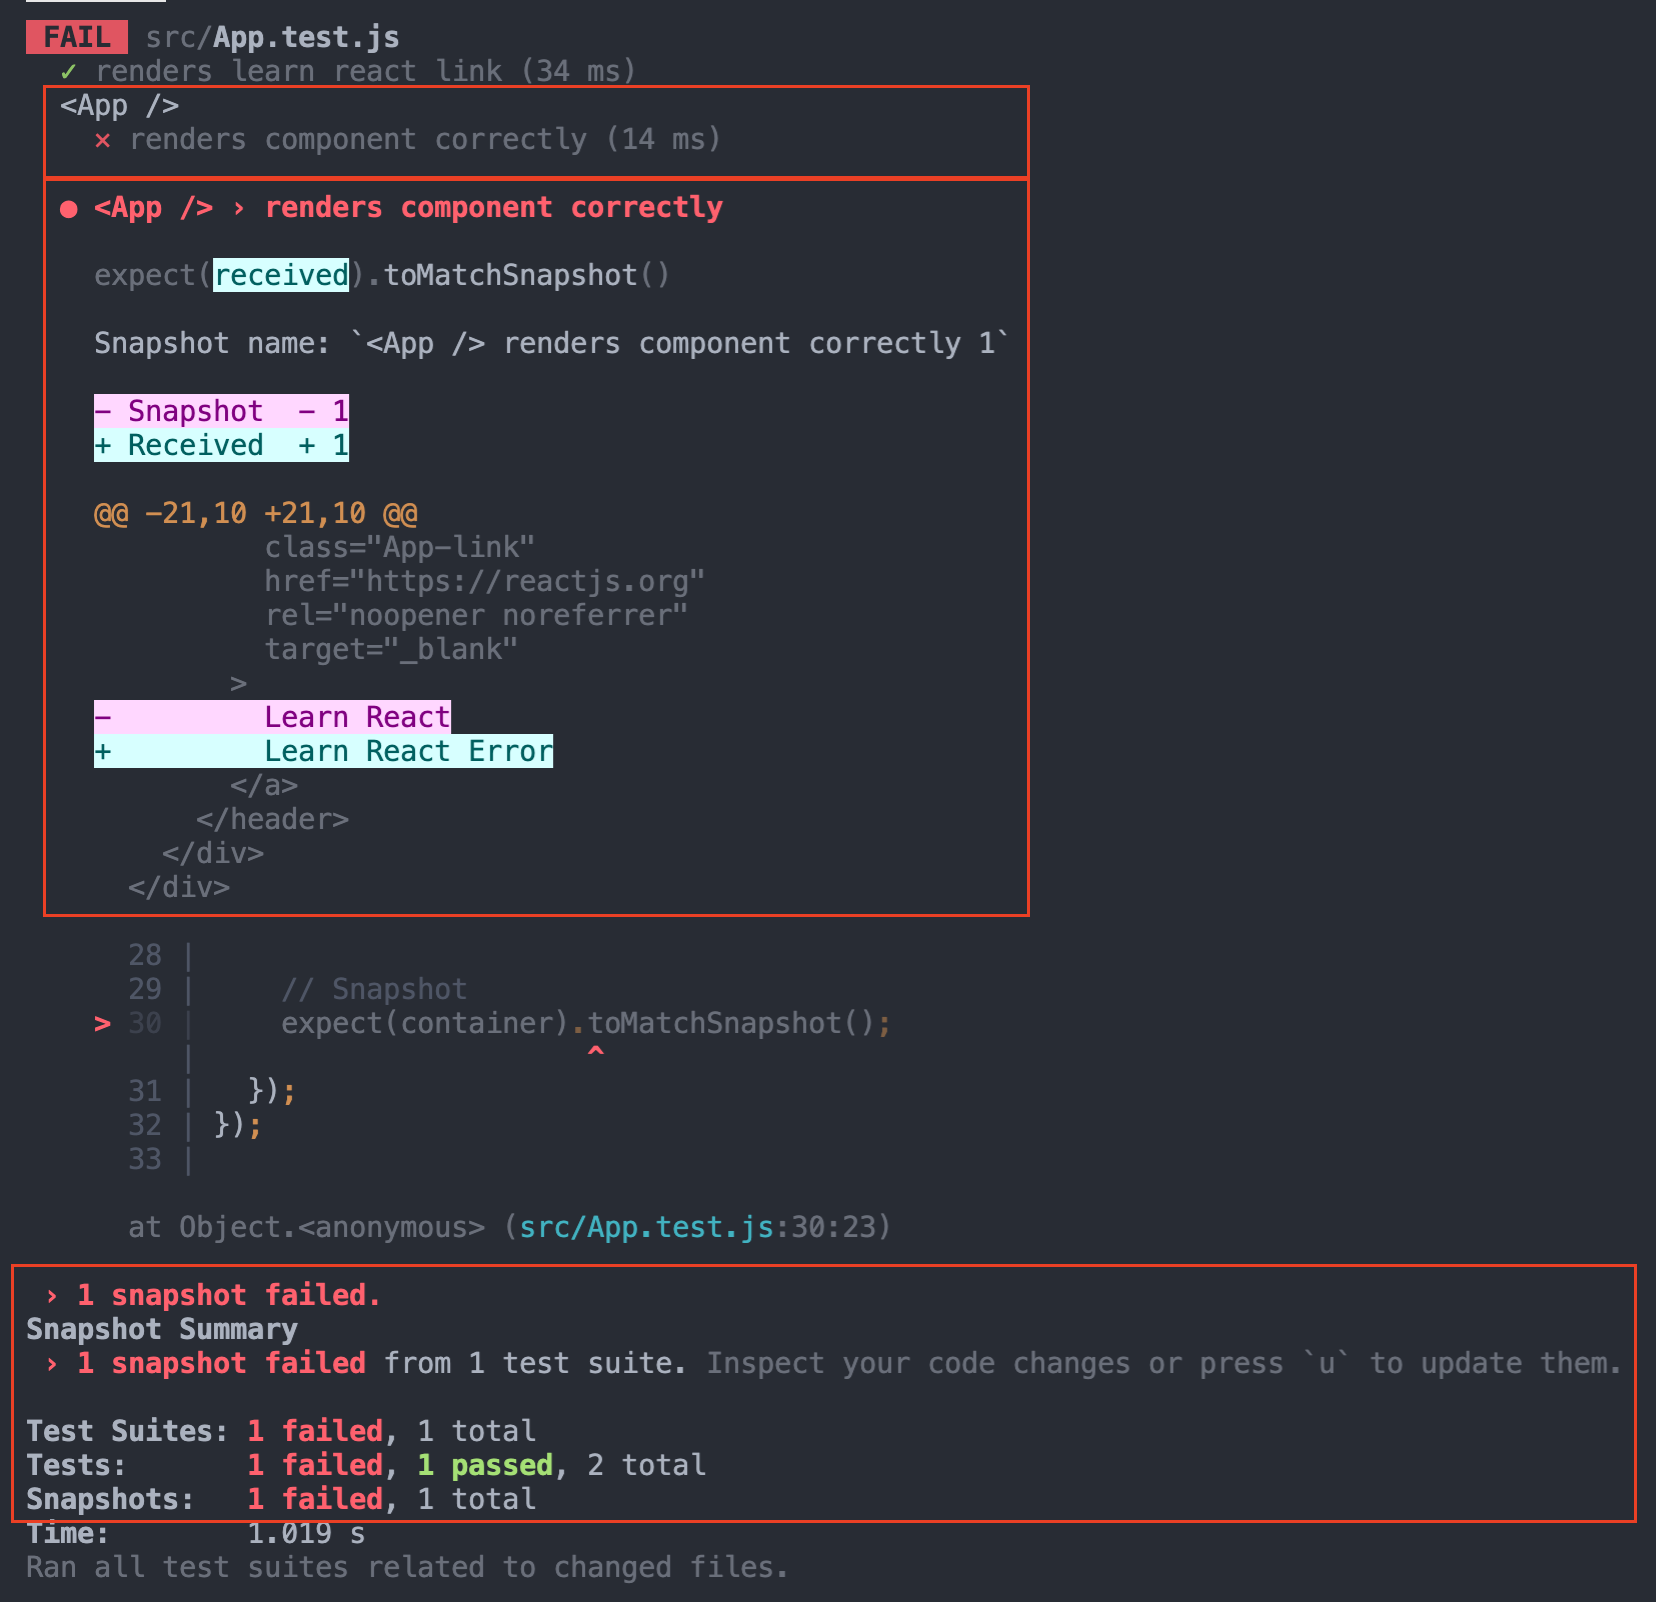 FAIL src/App.test.js
✓ renders learn react link (34 ms)
<App />
✕ renders component correctly (14 ms)
● <App /> › renders component correctly
expect(received).toMatchSnapshot()
Snapshot name: `<App /> renders component correctly 1`
- Snapshot  - 1
+ Received  + 1
@@ -21,10 +21,10 @@
class="App-link"
href="https://reactjs.org"
rel="noopener noreferrer"
target="_blank"
>
-         Learn React
+         Learn React Error
</a>
</header>
</div>
</div>
28 |
29 |     // Snapshot
> 30 |     expect(container).toMatchSnapshot();
|                       ^
31 |   });
32 | });
33 |
at Object.<anonymous> (src/App.test.js:30:23)
› 1 snapshot failed.
Snapshot Summary
› 1 snapshot failed from 1 test suite. Inspect your code changes or press `u` to update them.
Test Suites: 1 failed, 1 total
Tests:       1 failed, 1 passed, 2 total
Snapshots:   1 failed, 1 total
Time:        1.019 s
Ran all test suites related to changed files.